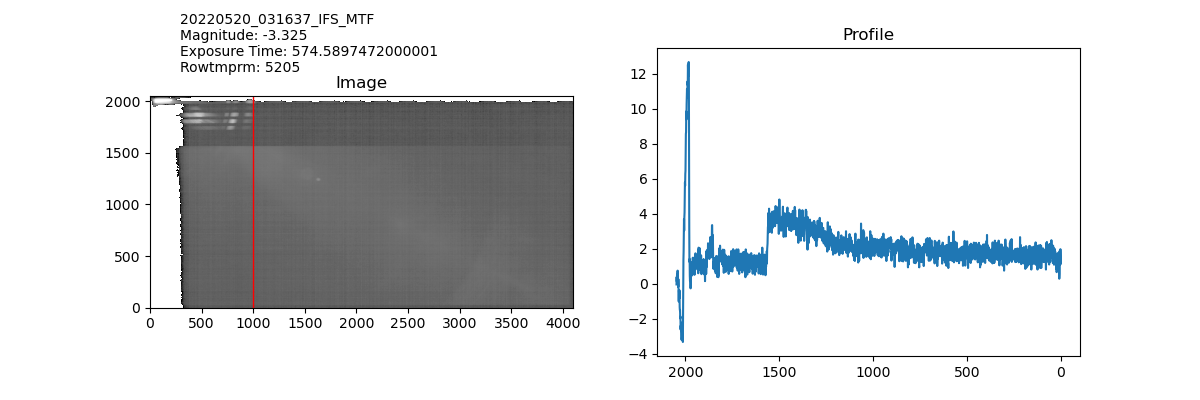 20220520_031637_IFS_MTF
Magnitude: -3.325
Exposure Time: 574.5897472000001
Rowtmprm: 5205
Image
2000
1500
1000
500
0
0 500 1000 1500 2000 2500 3000 3500 4000
Profile
12
10
8
6
4
2
0
−2
−4
2000 1500 1000 500 0